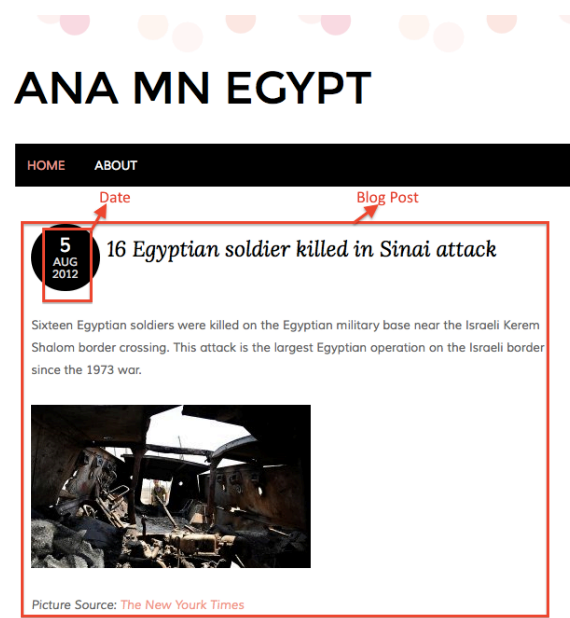 ANA MN EGYPT
HOME ABOUT
Date Blog Post
5
AUG
2012
16 Egyptian soldier killed in Sinai attack
Sixteen Egyptian soldiers were killed on the Egyptian military base near the Israeli Kerem
Shalom border crossing. This attack is the largest Egyptian operation on the Israeli border
since the 1973 war.
Picture Source: The New Yourk Times